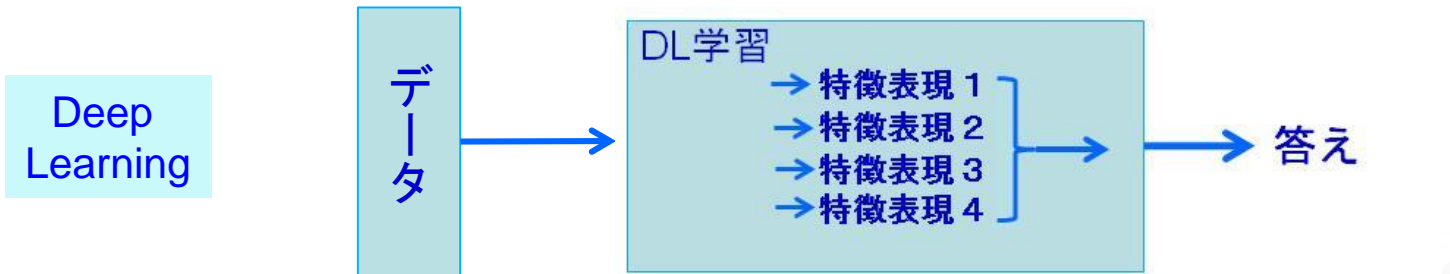 Deep
Learning
データ
DL学習
→特徴表現1
→特徴表現2
→特徴表現3
→特徴表現4
答え